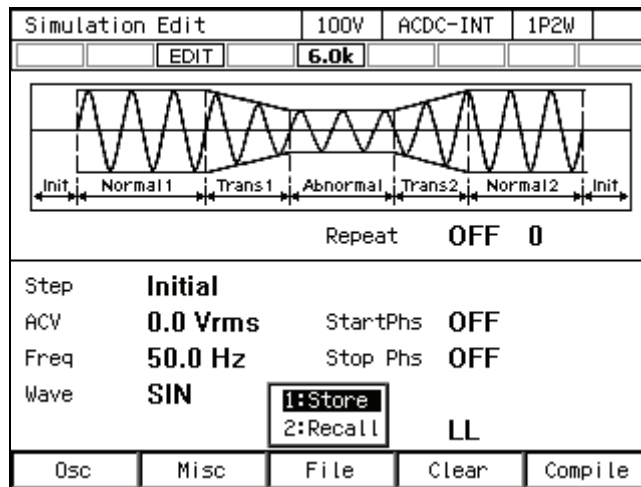 Simulation Edit 100V ACDC-INT 1P2W
EDIT 6.0k
Init Normal1 Trans1 Abnormal Trans2 Normal2 Init
Repeat OFF 0
Step Initial
ACV 0.0 Vrms StartPhs OFF
Freq 50.0 Hz Stop Phs OFF
Wave SIN
1:Store
2:Recall LL
Osc Misc File Clear Compile